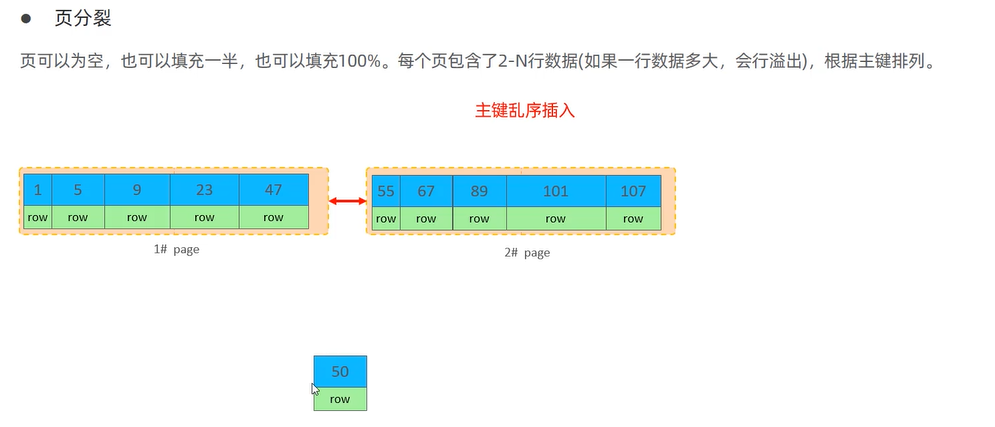 ● 页分裂
页可以为空，也可以填充一半，也可以填充100%。每个页包含了2-N行数据(如果一行数据多大，会行溢出)，根据主键排列。
主键乱序插入
1 5 9 23 47 55 67 89 101 107
row row row row row row row row row row
1# page 2# page
50
row